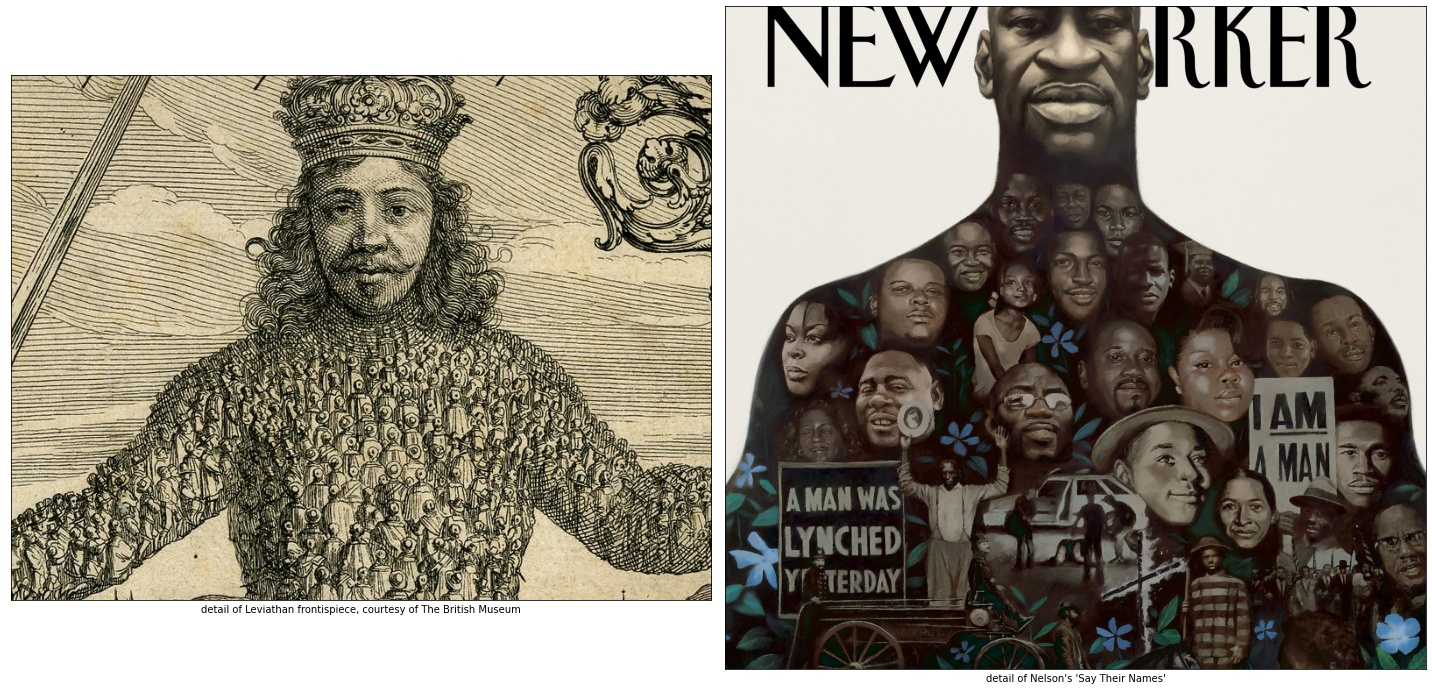 NEW RKER
I AM
A MAN
A MAN WAS
LYNCHED
YESTERDAY
detail of Leviathan frontispiece, courtesy of The British Museum
detail of Nelson's 'Say Their Names'